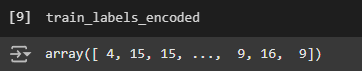 [9] train_labels_encoded
array([ 4, 15, 15, ..., 9, 16, 9])